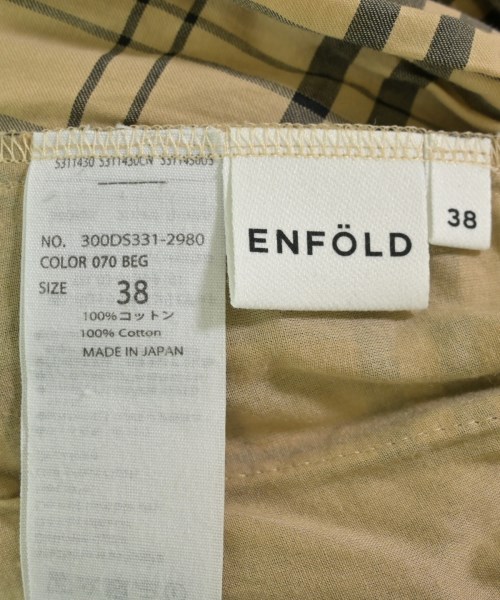 NO. 300DS331-2980
COLOR 070 BEG
SIZE 38
100%コットン
100% Cotton
MADE IN JAPAN
ENFÖLD
38